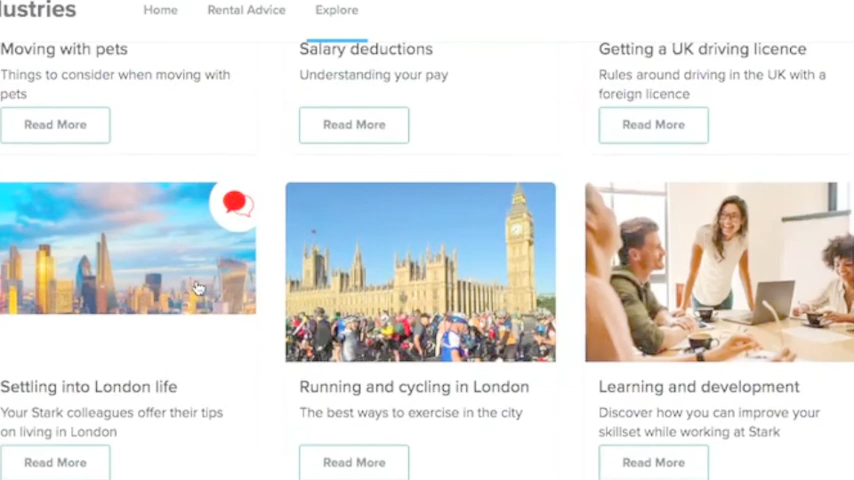 lustries
Home
Rental Advice
Explore
Moving with pets
Things to consider when moving with
pets
Read More
Salary deductions
Understanding your pay
Read More
Getting a UK driving licence
Rules around driving in the UK with a
foreign licence
Read More
Settling into London life
Your Stark colleagues offer their tips
on living in London
Read More
Running and cycling in London
The best ways to exercise in the city
Read More
Learning and development
Discover how you can improve your
skillset while working at Stark
Read More